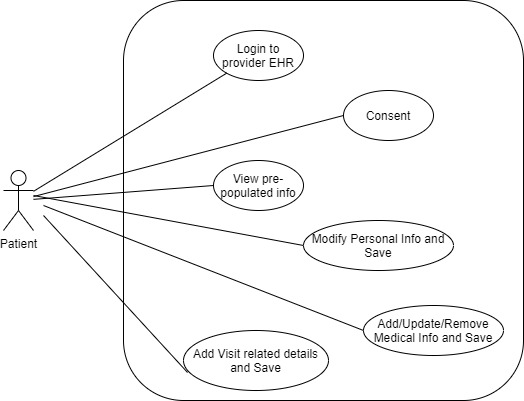 Login to
provider EHR
Consent
View pre-
populated info
Patient
Modify Personal Info and
Save
Add/Update/Remove
Medical Info and Save
Add Visit related details
and Save